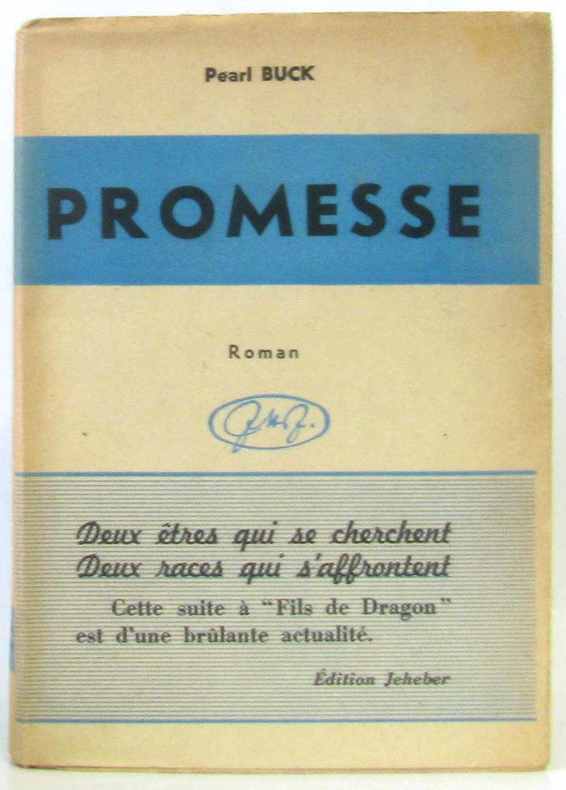 Pearl BUCK
PROMESSE
Roman
Deux êtres qui se cherchent
Deux races qui s'affrontent
Cette suite à "Fils de Dragon"
est d'une brûlante actualité.
Édition Jeheber